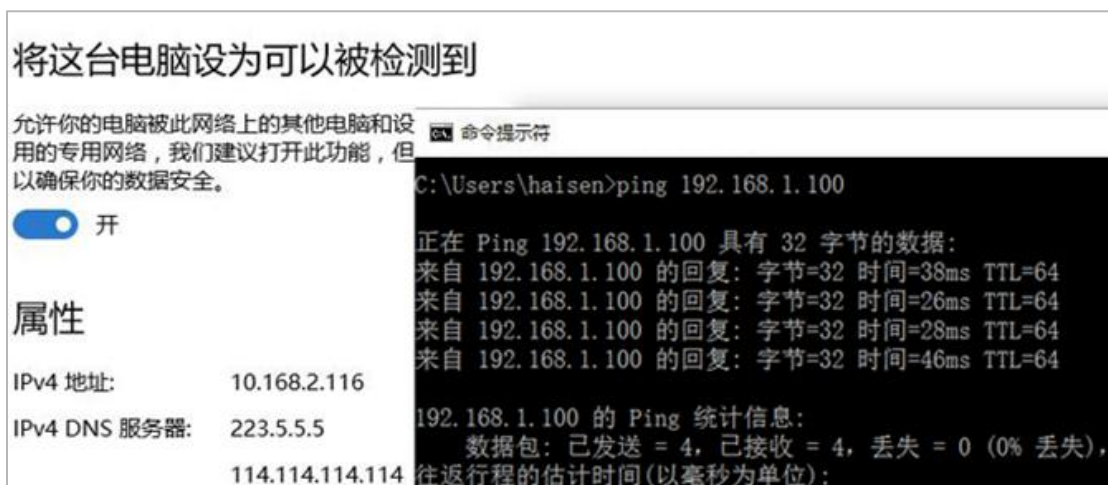 将这台电脑设为可以被检测到
允许你的电脑被此网络上的其他电脑和设
用的专用网络，我们建议打开此功能，但
以确保你的数据安全。
开
属性
IPv4 地址: 10.168.2.116
IPv4 DNS 服务器: 223.5.5.5
114.114.114.114
命令提示符
C:\Users\haisen>ping 192.168.1.100
正在 Ping 192.168.1.100 具有 32 字节的数据:
来自 192.168.1.100 的回复: 字节=32 时间=38ms TTL=64
来自 192.168.1.100 的回复: 字节=32 时间=26ms TTL=64
来自 192.168.1.100 的回复: 字节=32 时间=28ms TTL=64
来自 192.168.1.100 的回复: 字节=32 时间=46ms TTL=64
192.168.1.100 的 Ping 统计信息:
数据包: 已发送 = 4，已接收 = 4，丢失 = 0 (0% 丢失)，
往返行程的估计时间(以毫秒为单位):